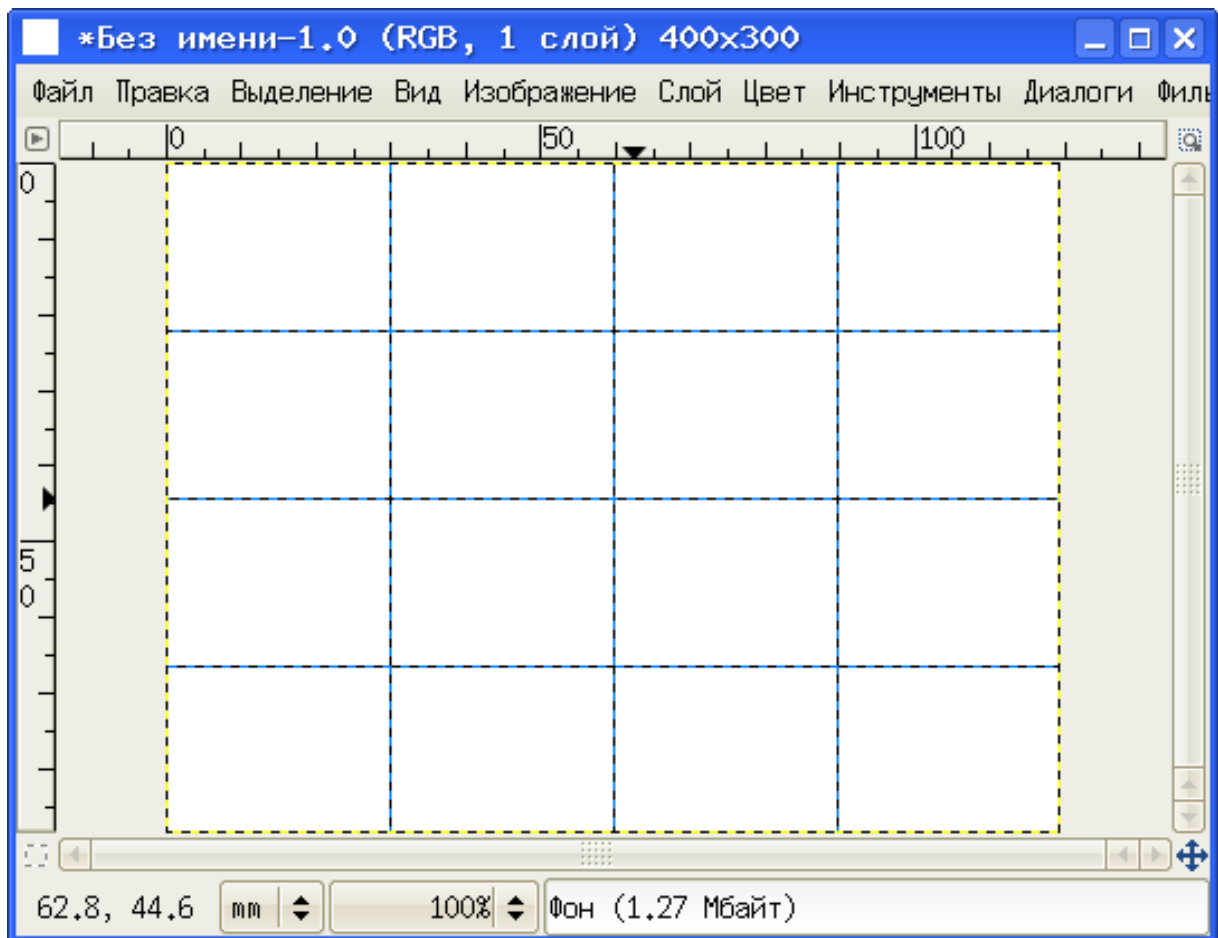 *Без имени-1.0 (RGB, 1 слой) 400x300
Файл Правка Выделение Вид Изображение Слой Цвет Инструменты Диалоги Филь
0 50 100
0
5
0
62.8, 44.6 mm 100% Фон (1.27 Мбайт)